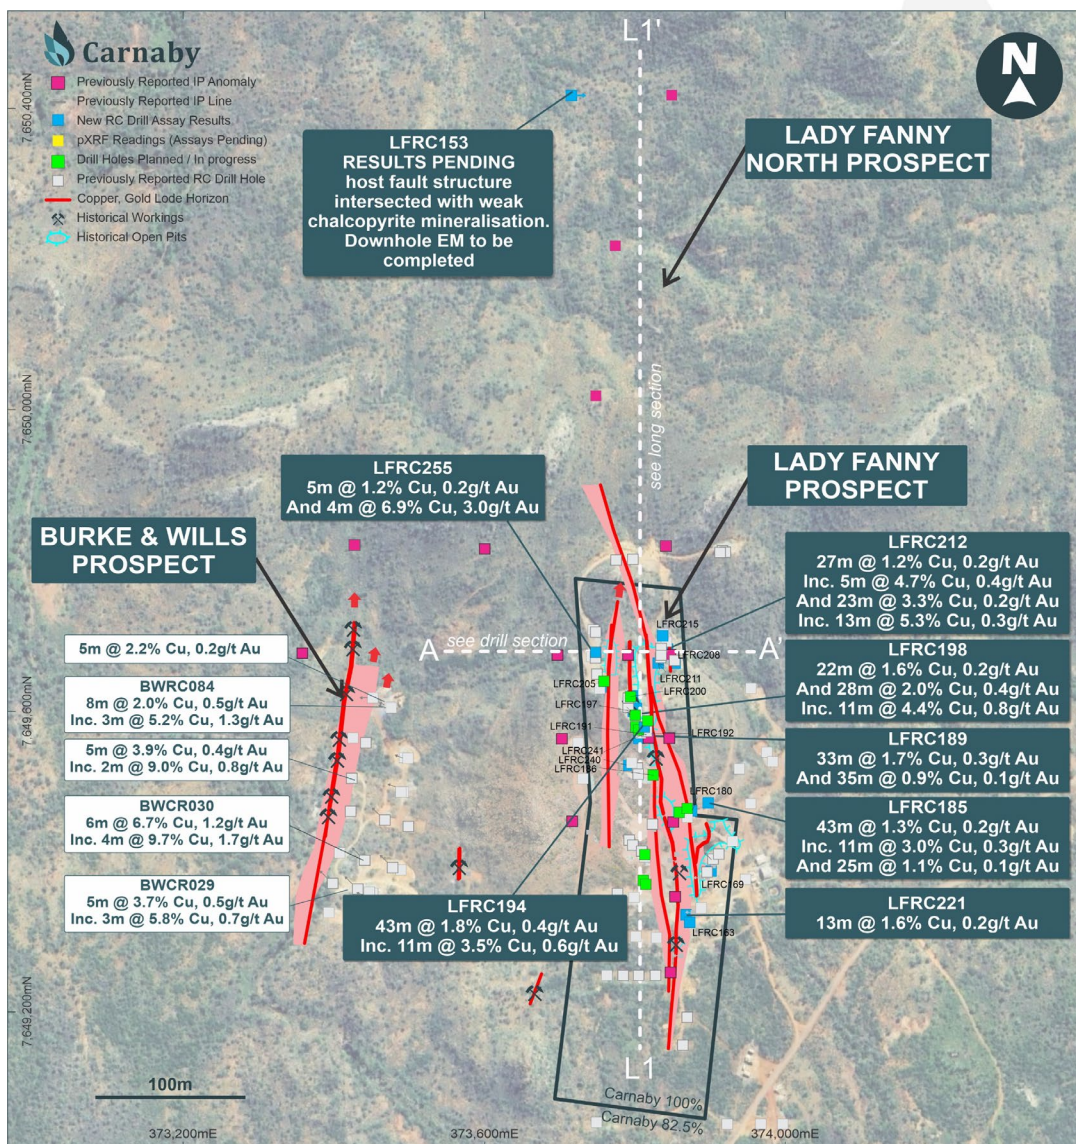 L1'
Carnaby
Previously Reported IP Anomaly
Previously Reported IP Line
New RC Drill Assay Results
pXRF Readings (Assays Pending)
Drill Holes Planned / In progress
Previously Reported RC Drill Hole
Copper, Gold Lode Horizon
Historical Workings
Historical Open Pits
N
7,650,400mN
LFRC153
RESULTS PENDING
host fault structure
intersected with weak
chalcopyrite mineralisation.
Downhole EM to be
completed
LADY FANNY
NORTH PROSPECT
7,650,000mN
see long section
LFRC255
5m @ 1.2% Cu, 0.2g/t Au
And 4m @ 6.9% Cu, 3.0g/t Au
LADY FANNY
PROSPECT
BURKE & WILLS
PROSPECT
LFRC212
27m @ 1.2% Cu, 0.2g/t Au
Inc. 5m @ 4.7% Cu, 0.4g/t Au
And 23m @ 3.3% Cu, 0.2g/t Au
Inc. 13m @ 5.3% Cu, 0.3g/t Au
LFRC215
A
see drill section
A'
LFRC208
5m @ 2.2% Cu, 0.2g/t Au
LFRC198
22m @ 1.6% Cu, 0.2g/t Au
And 28m @ 2.0% Cu, 0.4g/t Au
Inc. 11m @ 4.4% Cu, 0.8g/t Au
LFRC205
LFRC211
LFRC200
LFRC197
BWRC084
8m @ 2.0% Cu, 0.5g/t Au
Inc. 3m @ 5.2% Cu, 1.3g/t Au
7,649,600mN
LFRC191
LFRC192
LFRC189
33m @ 1.7% Cu, 0.3g/t Au
And 35m @ 0.9% Cu, 0.1g/t Au
5m @ 3.9% Cu, 0.4g/t Au
Inc. 2m @ 9.0% Cu, 0.8g/t Au
LFRC241
LFRC240
LFRC186
LFRC180
BWCR030
6m @ 6.7% Cu, 1.2g/t Au
Inc. 4m @ 9.7% Cu, 1.7g/t Au
LFRC185
43m @ 1.3% Cu, 0.2g/t Au
Inc. 11m @ 3.0% Cu, 0.3g/t Au
And 25m @ 1.1% Cu, 0.1g/t Au
BWCR029
5m @ 3.7% Cu, 0.5g/t Au
Inc. 3m @ 5.8% Cu, 0.7g/t Au
LFRC169
LFRC194
43m @ 1.8% Cu, 0.4g/t Au
Inc. 11m @ 3.5% Cu, 0.6g/t Au
LFRC221
13m @ 1.6% Cu, 0.2g/t Au
LFRC163
7,649,200mN
L1
100m
Carnaby 100%
Carnaby 82.5%
373,200mE
373,600mE
374,000mE